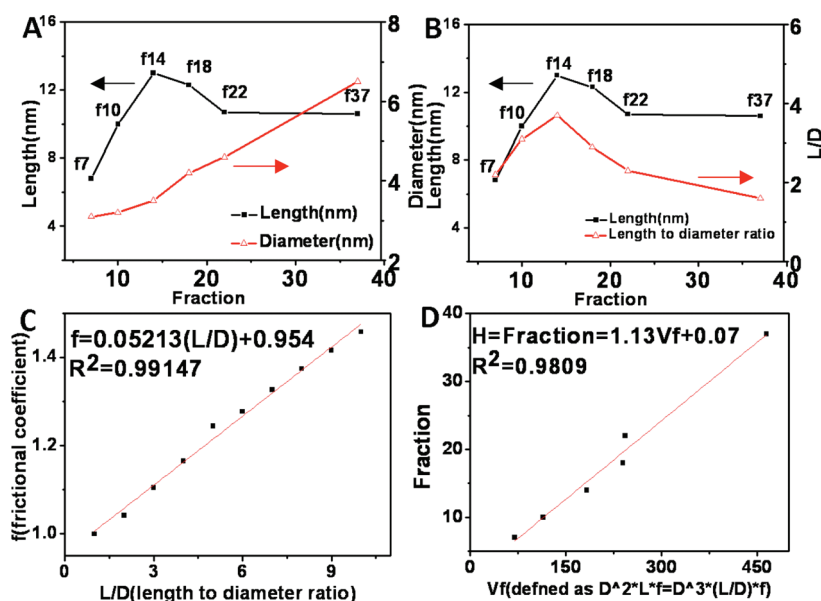 A
16
12
8
4
Length(nm)
f7
f10
f14
f18
f22
f37
Length(nm)
Diameter(nm)
8
6
4
2
Diameter(nm)
10
20
30
40
Fraction
B
16
12
8
4
Length(nm)
f7
f10
f14
f18
f22
f37
Length(nm)
Length to diameter ratio
6
4
2
0
L/D
0
10
20
30
40
Fraction
C
f=0.05213(L/D)+0.954
R²=0.99147
1.4
1.2
1.0
f(frictional coefficient)
0
3
6
9
L/D(length to diameter ratio)
D
H=Fraction=1.13Vf+0.07
R²=0.9809
40
30
20
10
Fraction
0
150
300
450
Vf(defned as D^2*L*f=D^3*(L/D)*f)